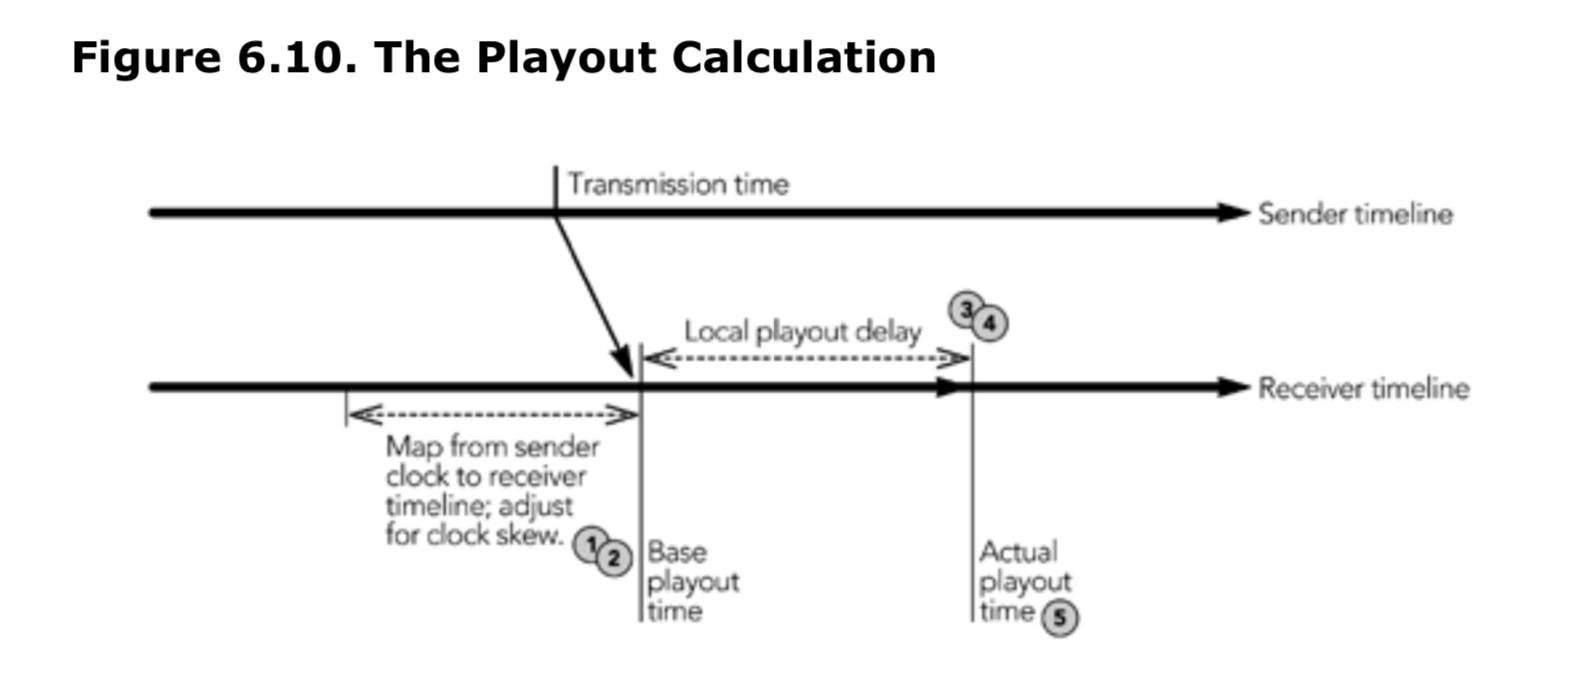 Figure 6.10. The Playout Calculation
Transmission time
Sender timeline
3
4
Local playout delay
Receiver timeline
Map from sender
clock to receiver
timeline; adjust
for clock skew.
1
2
Base
playout
time
Actual
playout
time
5